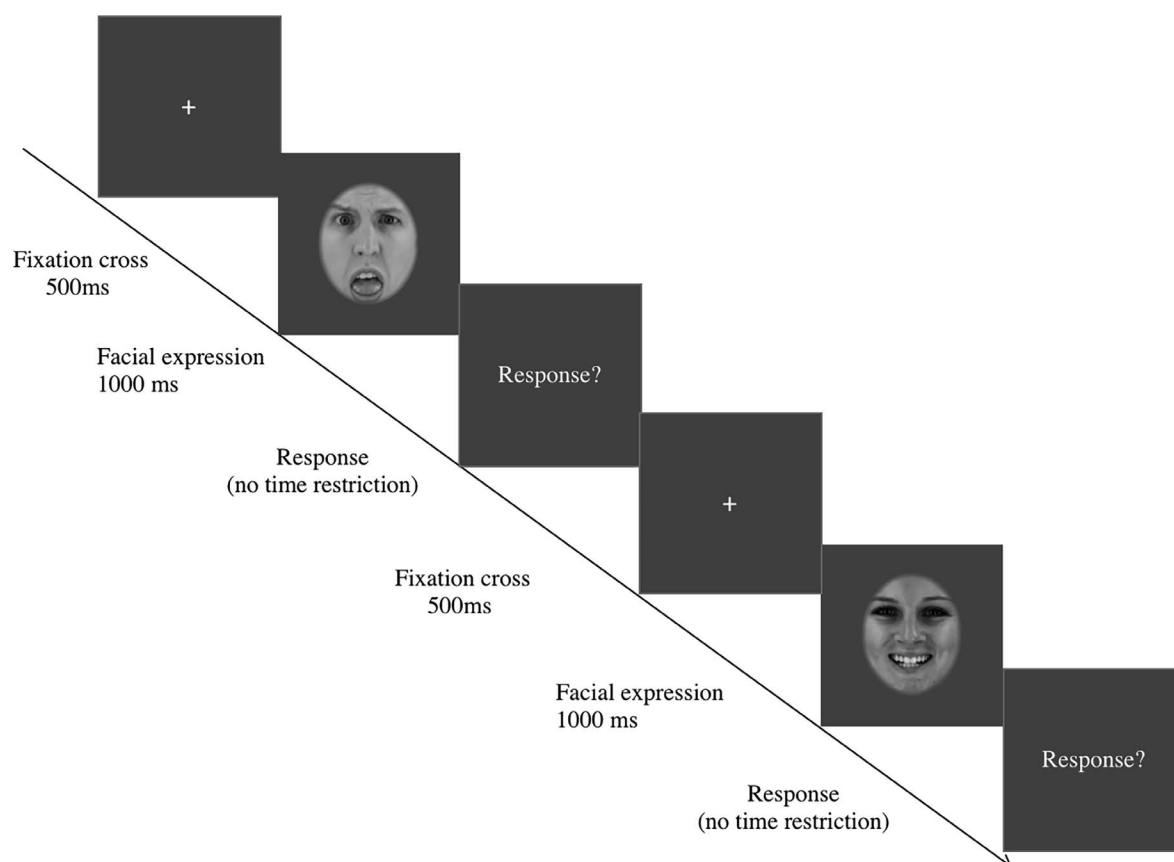 +
Fixation cross
500ms
Facial expression
1000 ms
Response?
Response
(no time restriction)
+
Fixation cross
500ms
Facial expression
1000 ms
Response?
Response
(no time restriction)